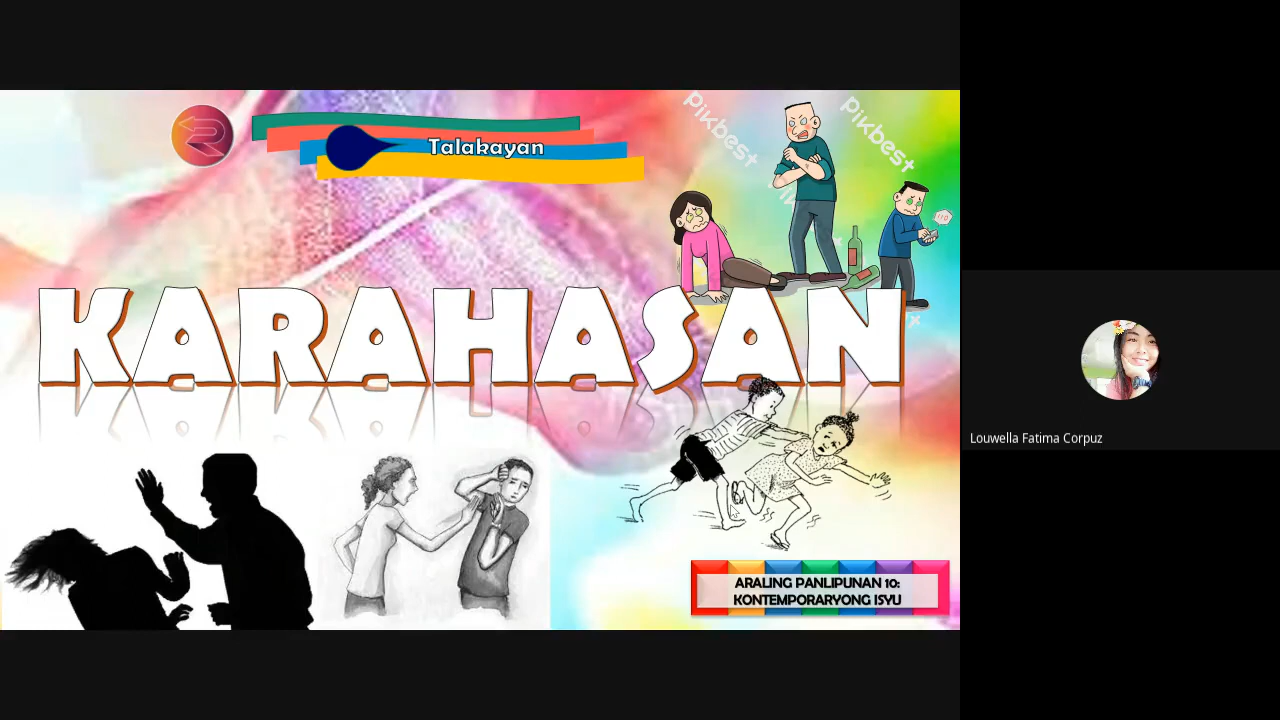 Talakayan
pikbest
pikbest
KARAHASAN
ARALING PANLIPUNAN 10:
KONTEMPORARYONG ISYU
Louwella Fatima Corpuz